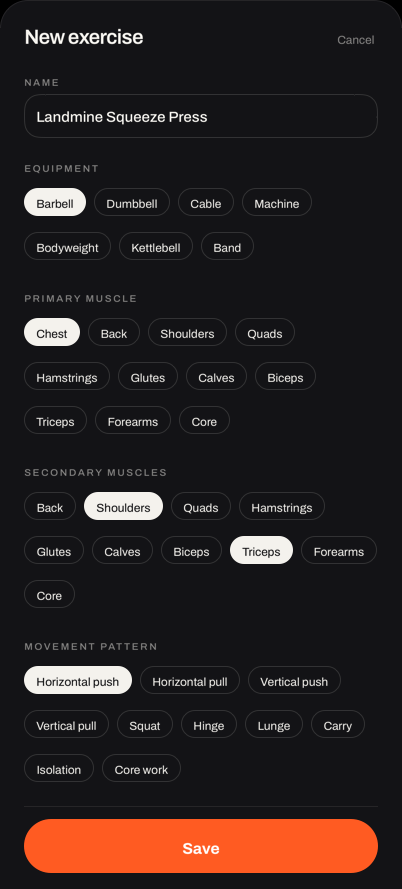 New exercise
Cancel
NAME
Landmine Squeeze Press
EQUIPMENT
Barbell Dumbbell Cable Machine
Bodyweight Kettlebell Band
PRIMARY MUSCLE
Chest Back Shoulders Quads
Hamstrings Glutes Calves Biceps
Triceps Forearms Core
SECONDARY MUSCLES
Back Shoulders Quads Hamstrings
Glutes Calves Biceps Triceps Forearms
Core
MOVEMENT PATTERN
Horizontal push Horizontal pull Vertical push
Vertical pull Squat Hinge Lunge Carry
Isolation Core work
Save